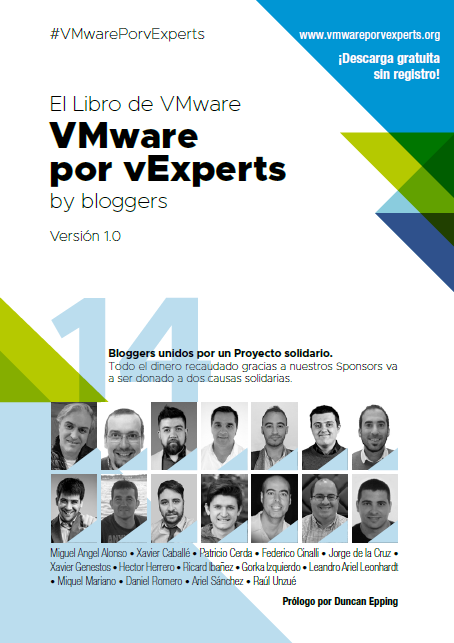 #VMwarePorvExperts
www.vmwareporvexperts.org
¡Descarga gratuita
sin registro!
El Libro de VMware
VMware
por vExperts
by bloggers
Versión 1.0
14
Bloggers unidos por un Proyecto solidario.
Todo el dinero recaudado gracias a nuestros Sponsors va
a ser donado a dos causas solidarias.
Miguel Angel Alonso • Xavier Caballé • Patricio Cerda • Federico Cinalli • Jorge de la Cruz •
Xavier Genestos • Hector Herrero • Ricard Ibañez • Gorka Izquierdo • Leandro Ariel Leonhardt
• Miquel Mariano • Daniel Romero • Ariel Sánchez • Raúl Unzué
Prólogo por Duncan Epping